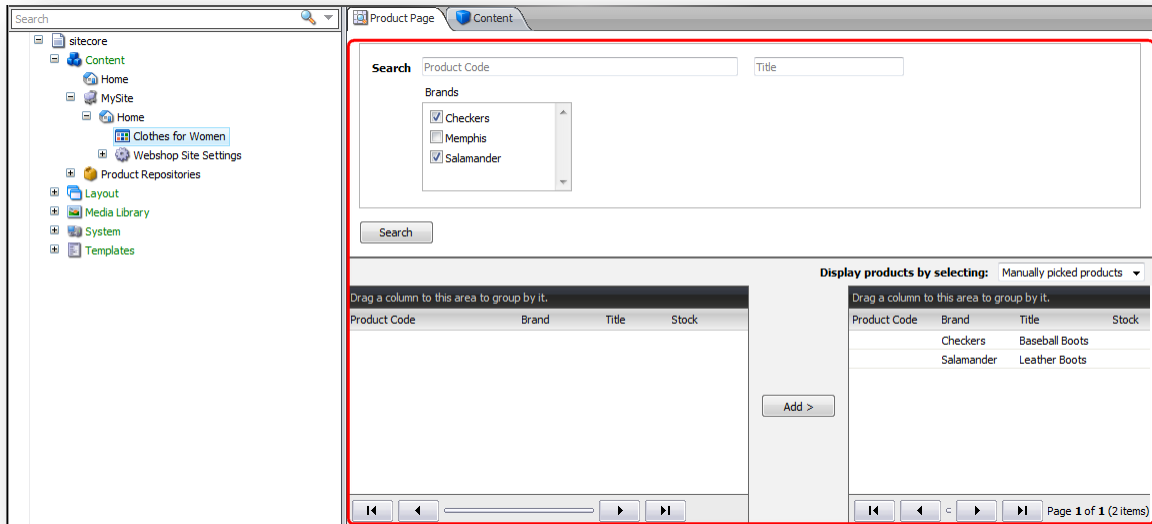 Search
sitecore
Content
Home
MySite
Home
Clothes for Women
Webshop Site Settings
Product Repositories
Layout
Media Library
System
Templates
Product Page Content
Search Product Code Title
Brands
Checkers
Memphis
Salamander
Search
Display products by selecting: Manually picked products
Drag a column to this area to group by it.
Product Code Brand Title Stock
Add >
Drag a column to this area to group by it.
Product Code Brand Title Stock
Checkers Baseball Boots
Salamander Leather Boots
Page 1 of 1 (2 items)